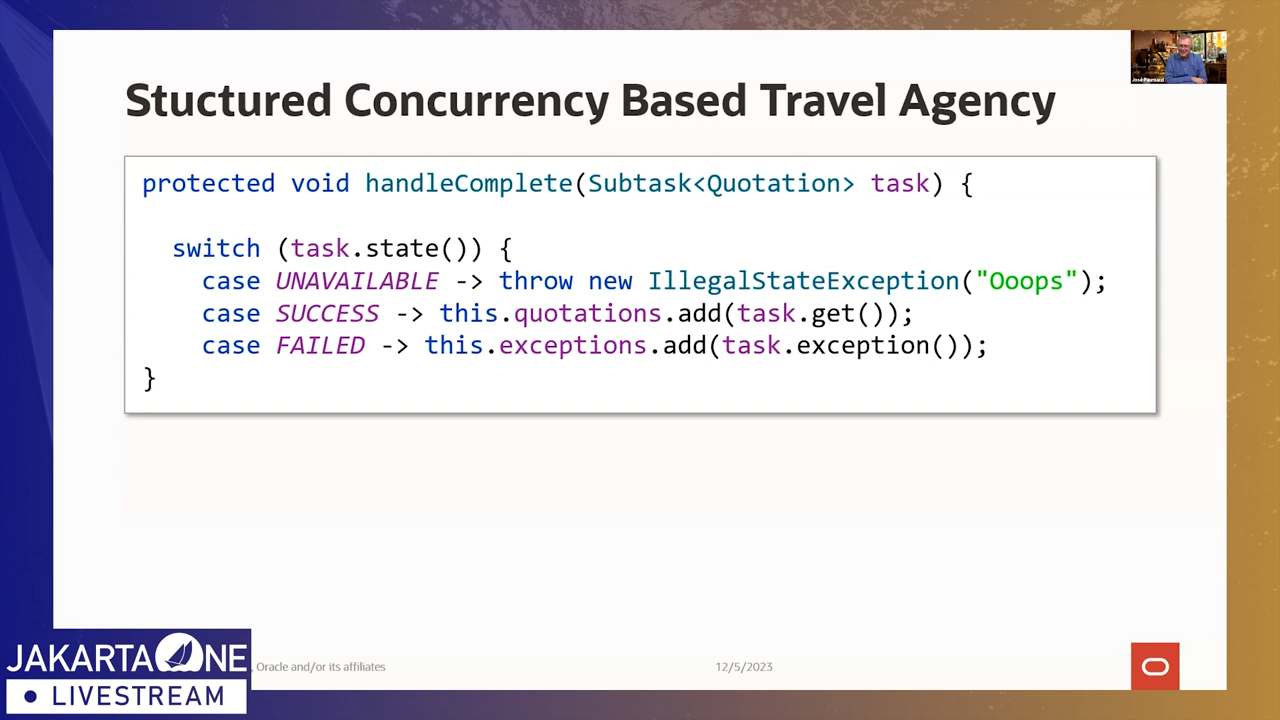 José Paumard
Stuctured Concurrency Based Travel Agency
protected void handleComplete(Subtask<Quotation> task) {
switch (task.state()) {
case UNAVAILABLE -> throw new IllegalStateException("Ooops");
case SUCCESS -> this.quotations.add(task.get());
case FAILED -> this.exceptions.add(task.exception());
}
JAKARTA ONE
LIVESTREAM
, Oracle and/or its affiliates
12/5/2023